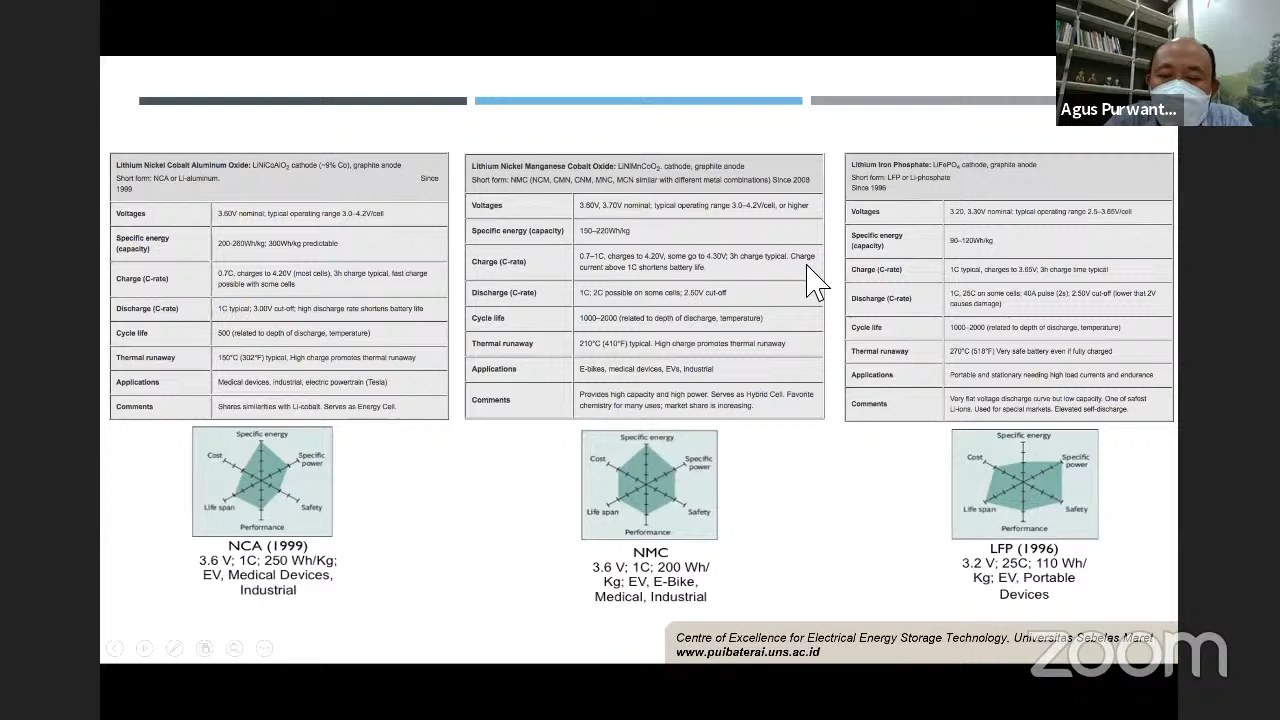 Agus Purwant...
Lithium Nickel Cobalt Aluminum Oxide: LiNiCoAlO₂ cathode (~9% Co), graphite anode
Short form: NCA or Li-aluminum. Since
1999
Voltages 3.60V nominal; typical operating range 3.0–4.2V/cell
Specific energy
(capacity)
200-260Wh/kg; 300Wh/kg predictable
Charge (C-rate)
0.7C, charges to 4.20V (most cells), 3h charge typical, fast charge
possible with some cells
Discharge (C-rate) 1C typical; 3.00V cut-off; high discharge rate shortens battery life
Cycle life 500 (related to depth of discharge, temperature)
Thermal runaway 150°C (302°F) typical, High charge promotes thermal runaway
Applications Medical devices, industrial, electric powertrain (Tesla)
Comments Shares similarities with Li-cobalt. Serves as Energy Cell.
Specific energy
Cost
Specific
power
Life span
Safety
Performance
NCA (1999)
3.6 V; 1C; 250 Wh/Kg;
EV, Medical Devices,
Industrial
Lithium Nickel Manganese Cobalt Oxide: LiNiMnCoO₂. cathode, graphite anode
Short form: NMC (NCM, CMN, CNM, MNC, MCN similar with different metal combinations) Since 2008
Voltages 3.60V, 3.70V nominal; typical operating range 3.0–4.2V/cell, or higher
Specific energy (capacity) 150–220Wh/kg
Charge (C-rate)
0.7–1C, charges to 4.20V, some go to 4.30V; 3h charge typical. Charge
current above 1C shortens battery life.
Discharge (C-rate) 1C; 2C possible on some cells; 2.50V cut-off
Cycle life 1000–2000 (related to depth of discharge, temperature)
Thermal runaway 210°C (410°F) typical. High charge promotes thermal runaway
Applications E-bikes, medical devices, EVs, industrial
Comments
Provides high capacity and high power. Serves as Hybrid Cell. Favorite
chemistry for many uses; market share is increasing.
Specific energy
Cost
Specific
power
Life span
Safety
Performance
NMC
3.6 V; 1C; 200 Wh/
Kg; EV, E-Bike,
Medical, Industrial
Lithium Iron Phosphate: LiFePO₄ cathode, graphite anode
Short form: LFP or Li-phosphate
Since 1996
Voltages 3.20, 3.30V nominal; typical operating range 2.5–3.65V/cell
Specific energy
(capacity)
90–120Wh/kg
Charge (C-rate) 1C typical, charges to 3.65V; 3h charge time typical
Discharge (C-rate)
1C, 25C on some cells; 40A pulse (2s); 2.50V cut-off (lower that 2V
causes damage)
Cycle life 1000–2000 (related to depth of discharge, temperature)
Thermal runaway 270°C (518°F) Very safe battery even if fully charged
Applications Portable and stationary needing high load currents and endurance
Comments
Very flat voltage discharge curve but low capacity. One of safest
Li-ions. Used for special markets. Elevated self-discharge.
Specific energy
Cost
Specific
power
Life span
Safety
Performance
LFP (1996)
3.2 V; 25C; 110 Wh/
Kg; EV, Portable
Devices
Centre of Excellence for Electrical Energy Storage Technology, Universitas Sebelas Maret
www.puibaterai.uns.ac.id
zoom